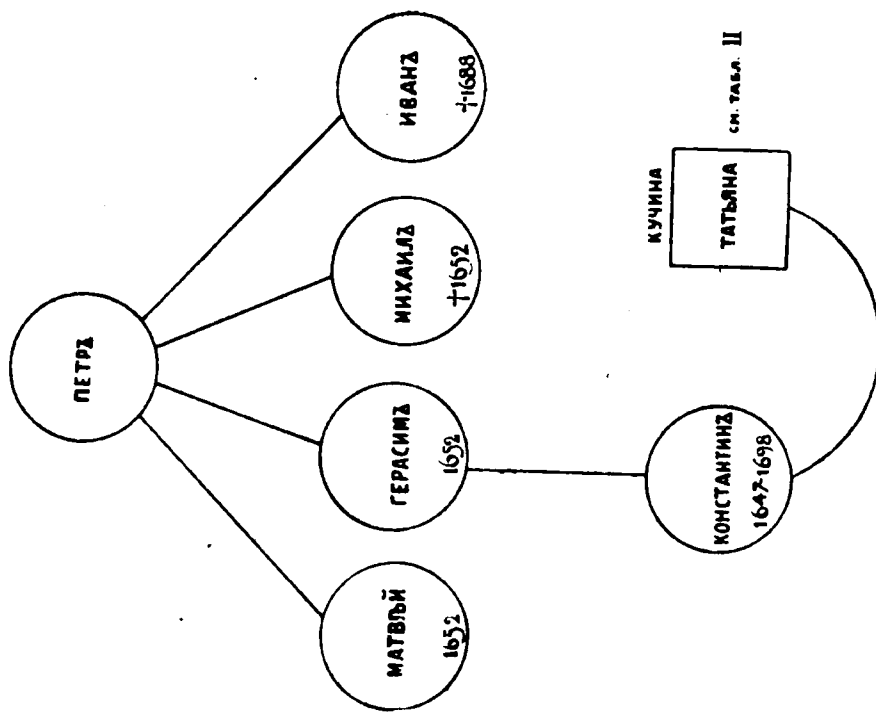 ПЕТРЪ
МАТВѢЙ
1652
ГЕРАСИМЪ
1652
МИХАИЛЪ
†1652
ИВАНЪ
†1688
КОНСТАНТИНЪ
1647-1698
КУЧИНА
ТАТЬЯНА
СМ. ТАБЛ. II